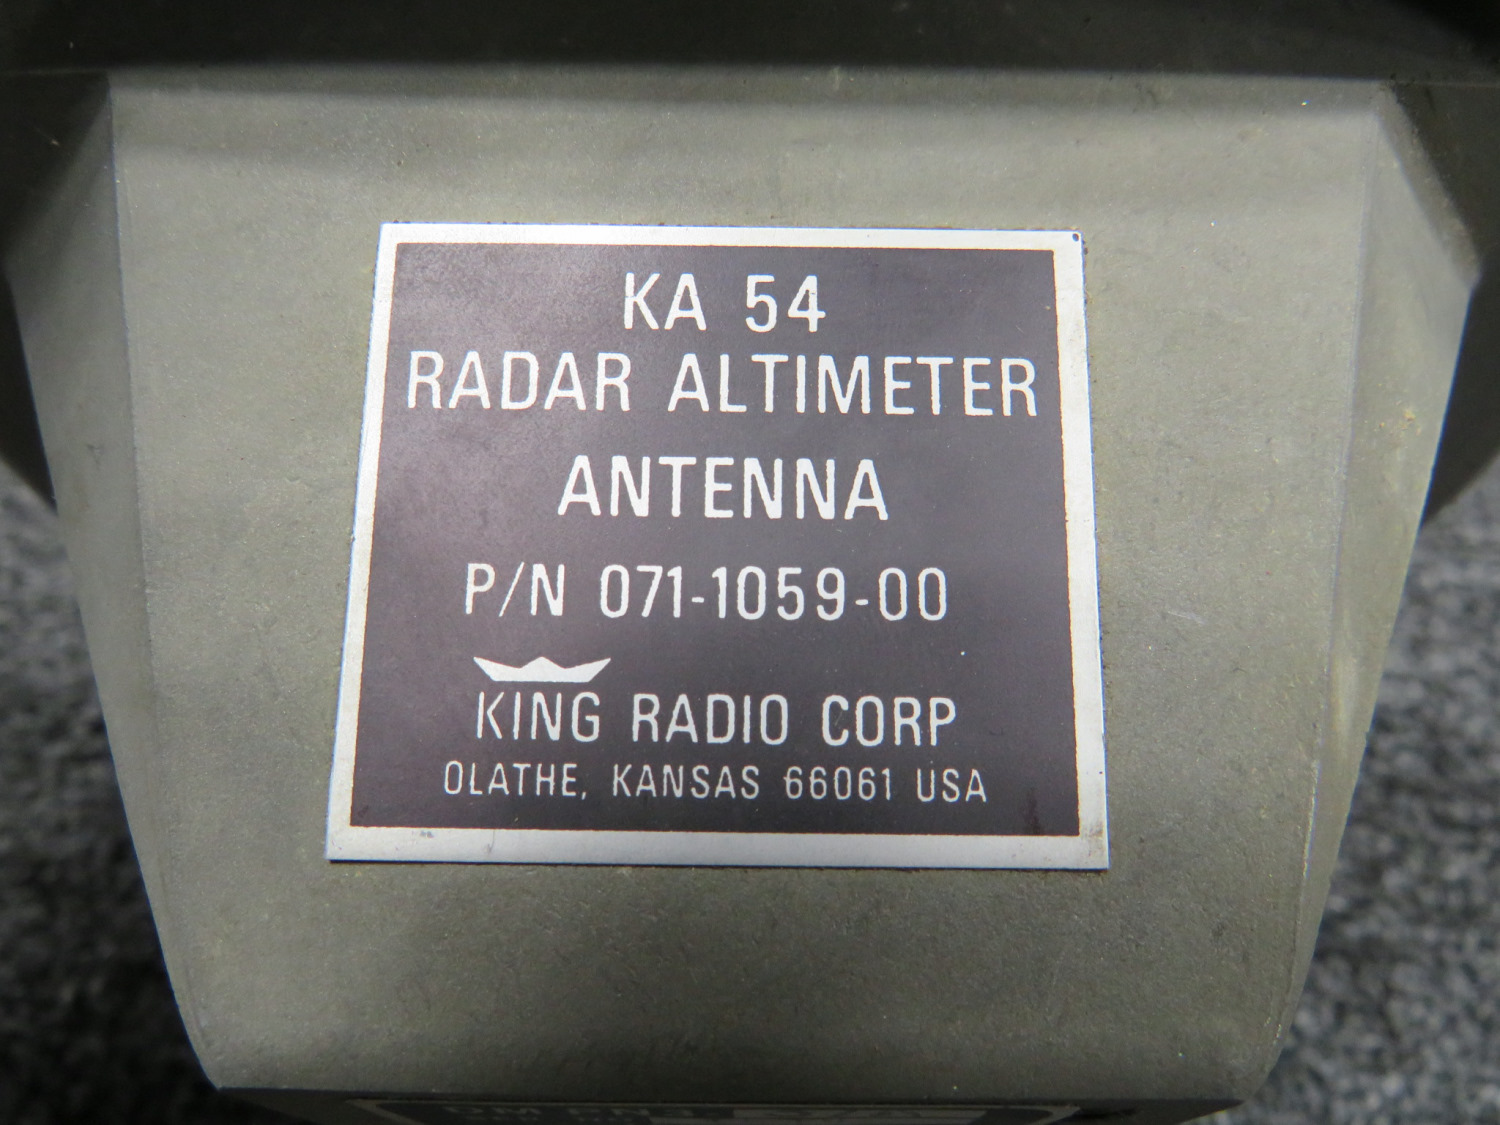 KA 54
RADAR ALTIMETER
ANTENNA
P/N 071-1059-00
KING RADIO CORP
OLATHE, KANSAS 66061 USA